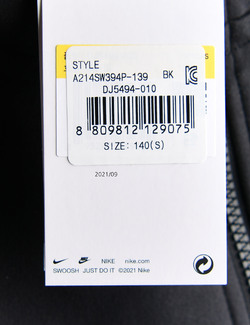 STYLE
A214SW394P-139 BK
DJ5494-010
8 809812 129075
SIZE: 140(S)
2021/09
NIKE nike.com
SWOOSH. JUST DO IT ©2021 Nike